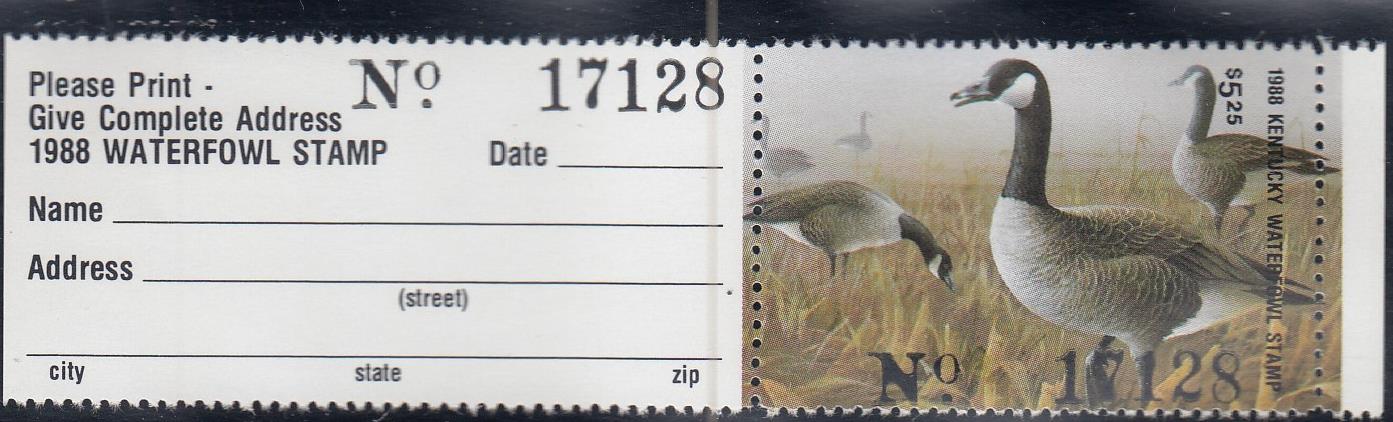 Please Print - Nº 17128
Give Complete Address
1988 WATERFOWL STAMP Date
Name
Address
(street)
city state zip
$5.25
1988 KENTUCKY WATERFOWL STAMP
Nº 17128